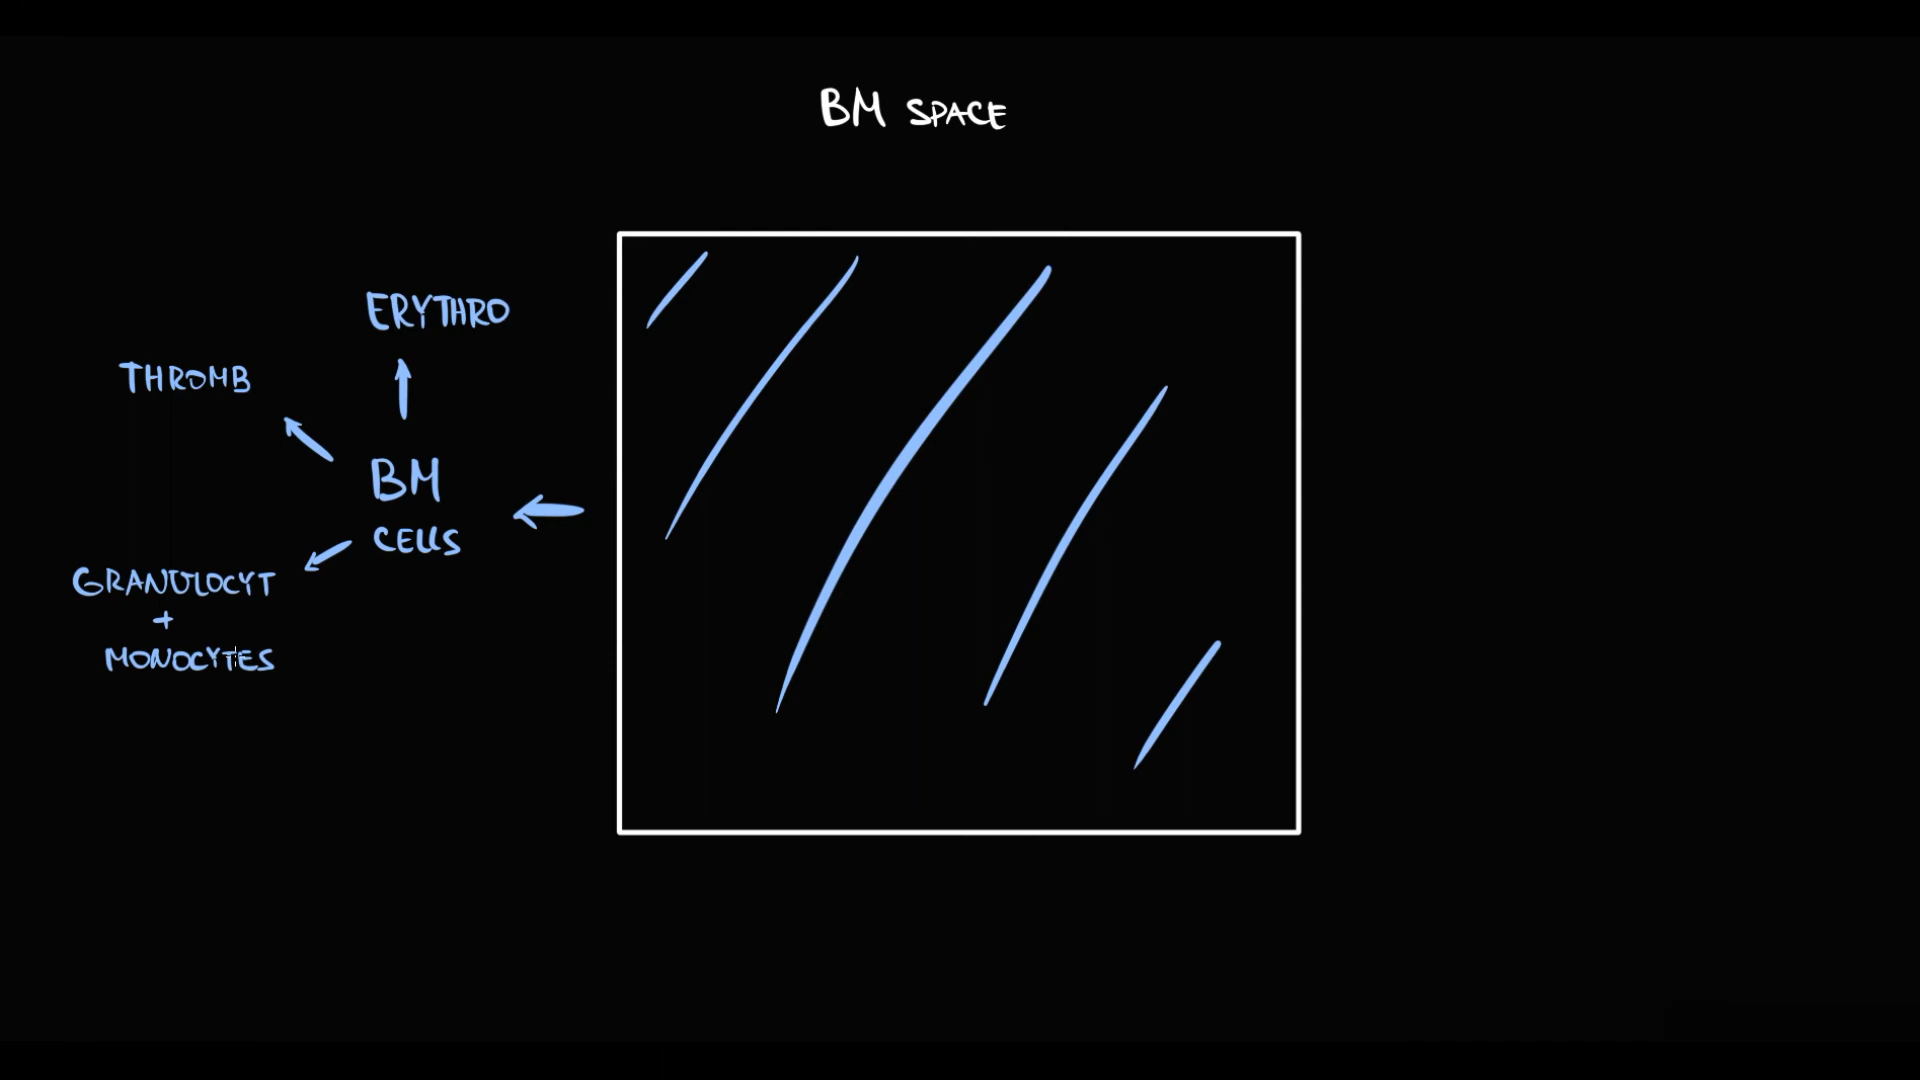 BM SPACE
ERYTHRO
THROMB
BM
CELLS
GRANULOCYT
+
MONOCYTES